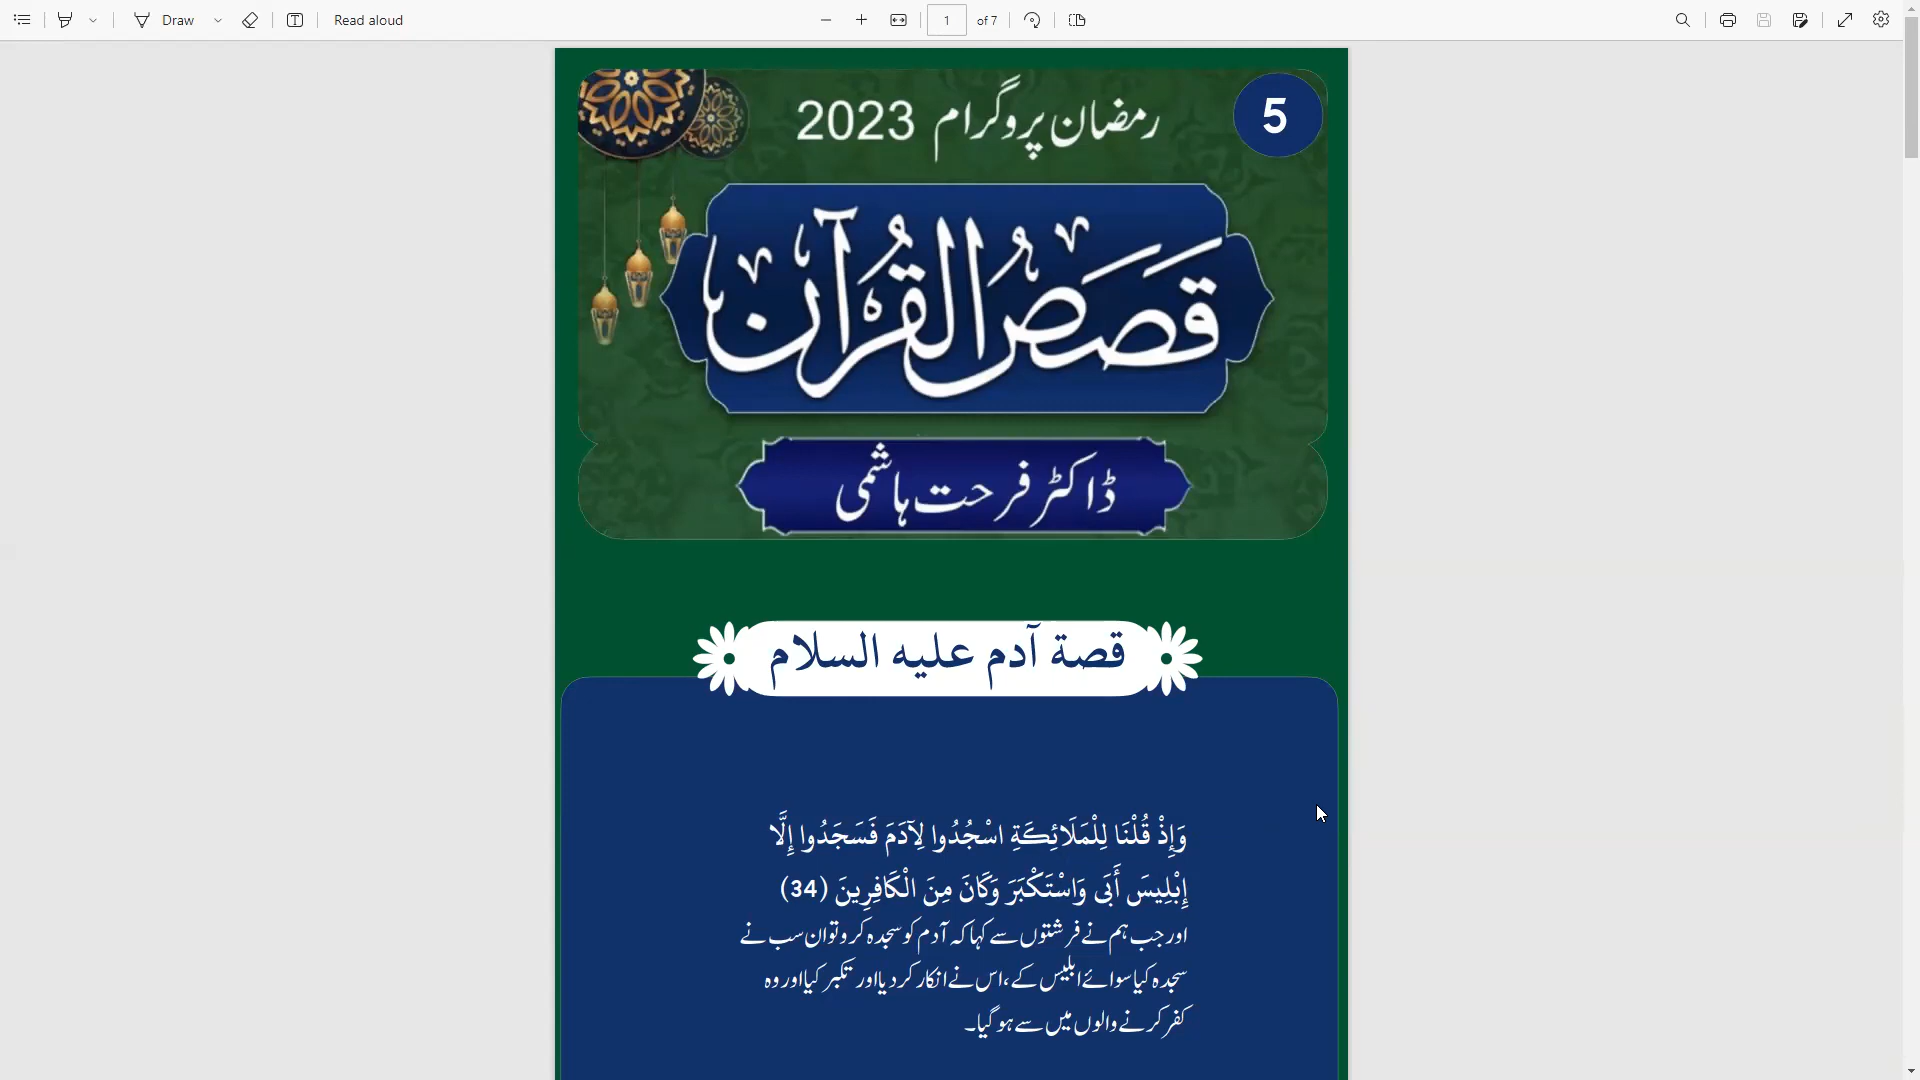 Draw
Read aloud
1 of 7
رمضان پروگرام 2023
5
قَصَصُ الْقُرْآن
ڈاکٹر فرحت ہاشمی
قصة آدم عليه السلام
وَإِذْ قُلْنَا لِلْمَلَائِكَةِ اسْجُدُوا لِآدَمَ فَسَجَدُوا إِلَّا
إِبْلِيسَ أَبَى وَاسْتَكْبَرَ وَكَانَ مِنَ الْكَافِرِينَ (34)
اور جب ہم نے فرشتوں سے کہا کہ آدم کو سجدہ کرو تو ان سب نے
سجدہ کیا سوائے ابلیس کے، اس نے انکار کر دیا اور تکبر کیا اور وہ
کفر کرنے والوں میں سے ہو گیا۔